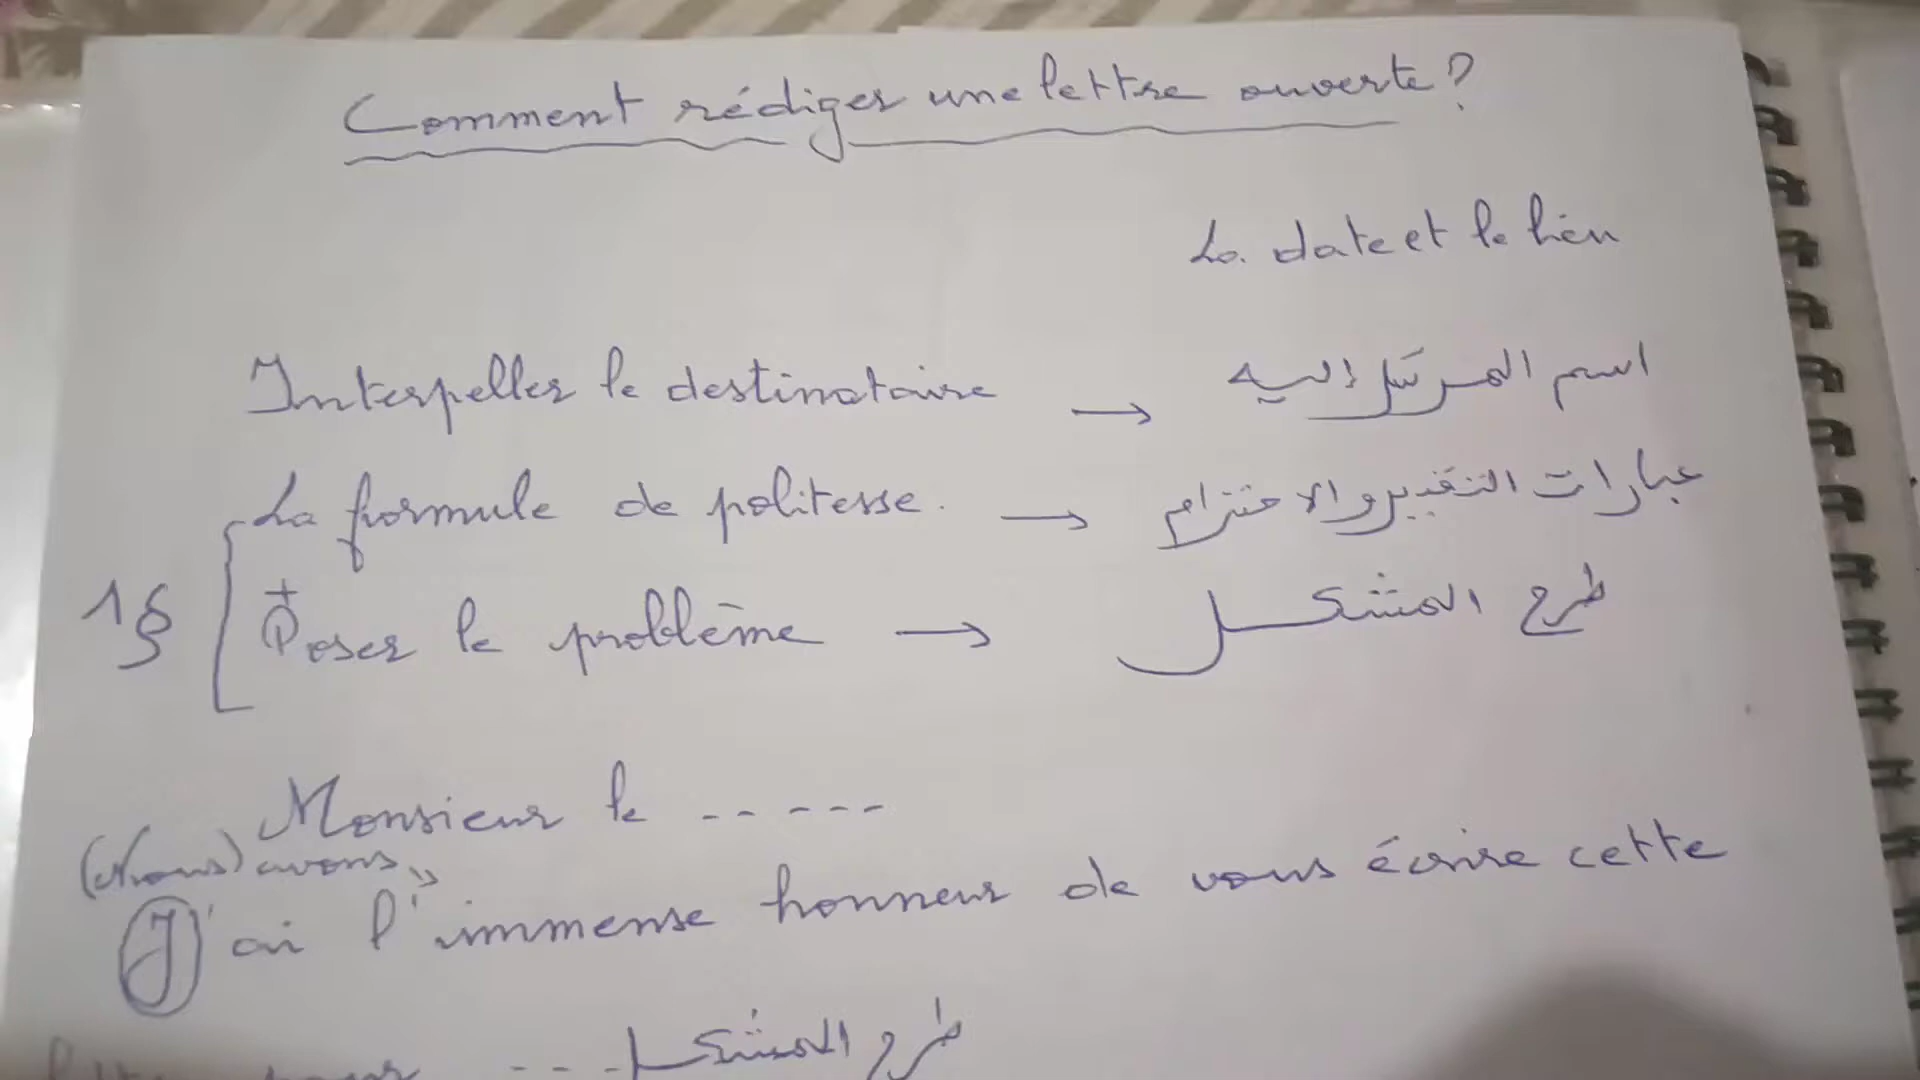 Comment rédiger une lettre ouverte ?
La date et le lieu
Interpeller le destinataire → اسم المرسَل إليه
La formule de politesse. → عبارات التقدير والاحترام
+
1§ Poser le problème → طرح المشكل
Monsieur le -----
(Nous) avons
J'ai l'immense honneur de vous écrire cette
pour ---- طرح المشكل